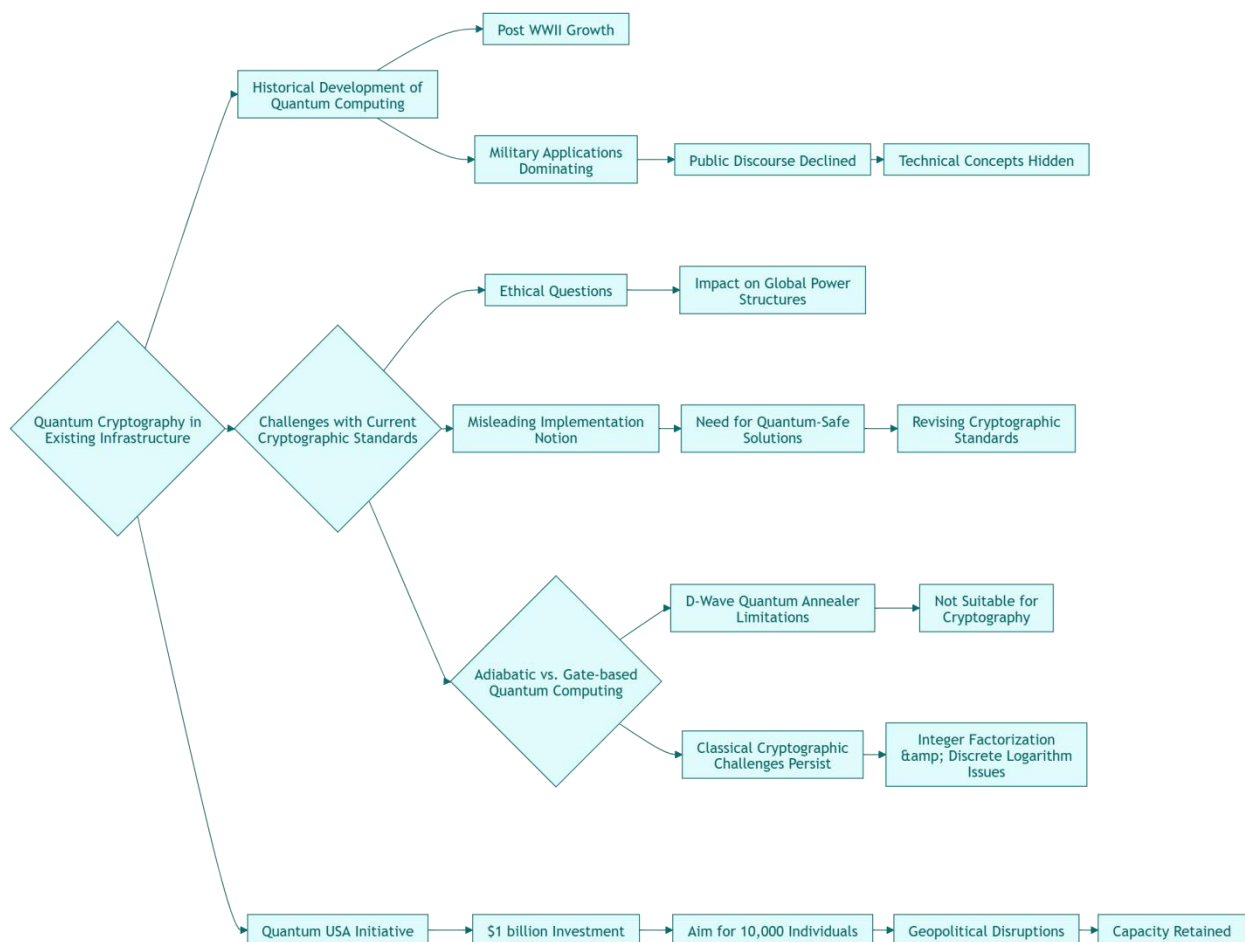 Post WWII Growth
Historical Development of
Quantum Computing
Military Applications
Dominating
Public Discourse Declined
Technical Concepts Hidden
Ethical Questions
Impact on Global Power
Structures
Quantum Cryptography in
Existing Infrastructure
Challenges with Current
Cryptographic Standards
Misleading Implementation
Notion
Need for Quantum-Safe
Solutions
Revising Cryptographic
Standards
D-Wave Quantum Annealer
Limitations
Not Suitable for
Cryptography
Adiabatic vs. Gate-based
Quantum Computing
Classical Cryptographic
Challenges Persist
Integer Factorization
&amp; Discrete Logarithm
Issues
Quantum USA Initiative
$1 billion Investment
Aim for 10,000 Individuals
Geopolitical Disruptions
Capacity Retained